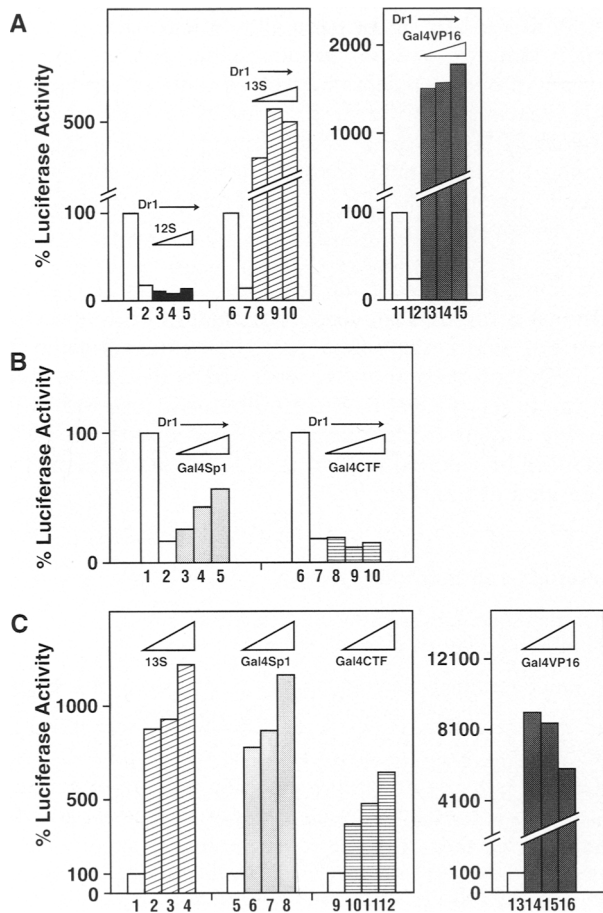 A
% Luciferase Activity
500
100
0
Dr1
12S
Dr1
13S
1 2 3 4 5 6 7 8 9 10
2000
1000
100
0
Dr1
Gal4VP16
11 12 13 14 15
B
% Luciferase Activity
100
0
Dr1
Gal4Sp1
Dr1
Gal4CTF
1 2 3 4 5 6 7 8 9 10
C
% Luciferase Activity
1000
500
100
0
13S
Gal4Sp1
Gal4CTF
1 2 3 4 5 6 7 8 9 10 11 12
12100
8100
4100
100
0
Gal4VP16
13 14 15 16